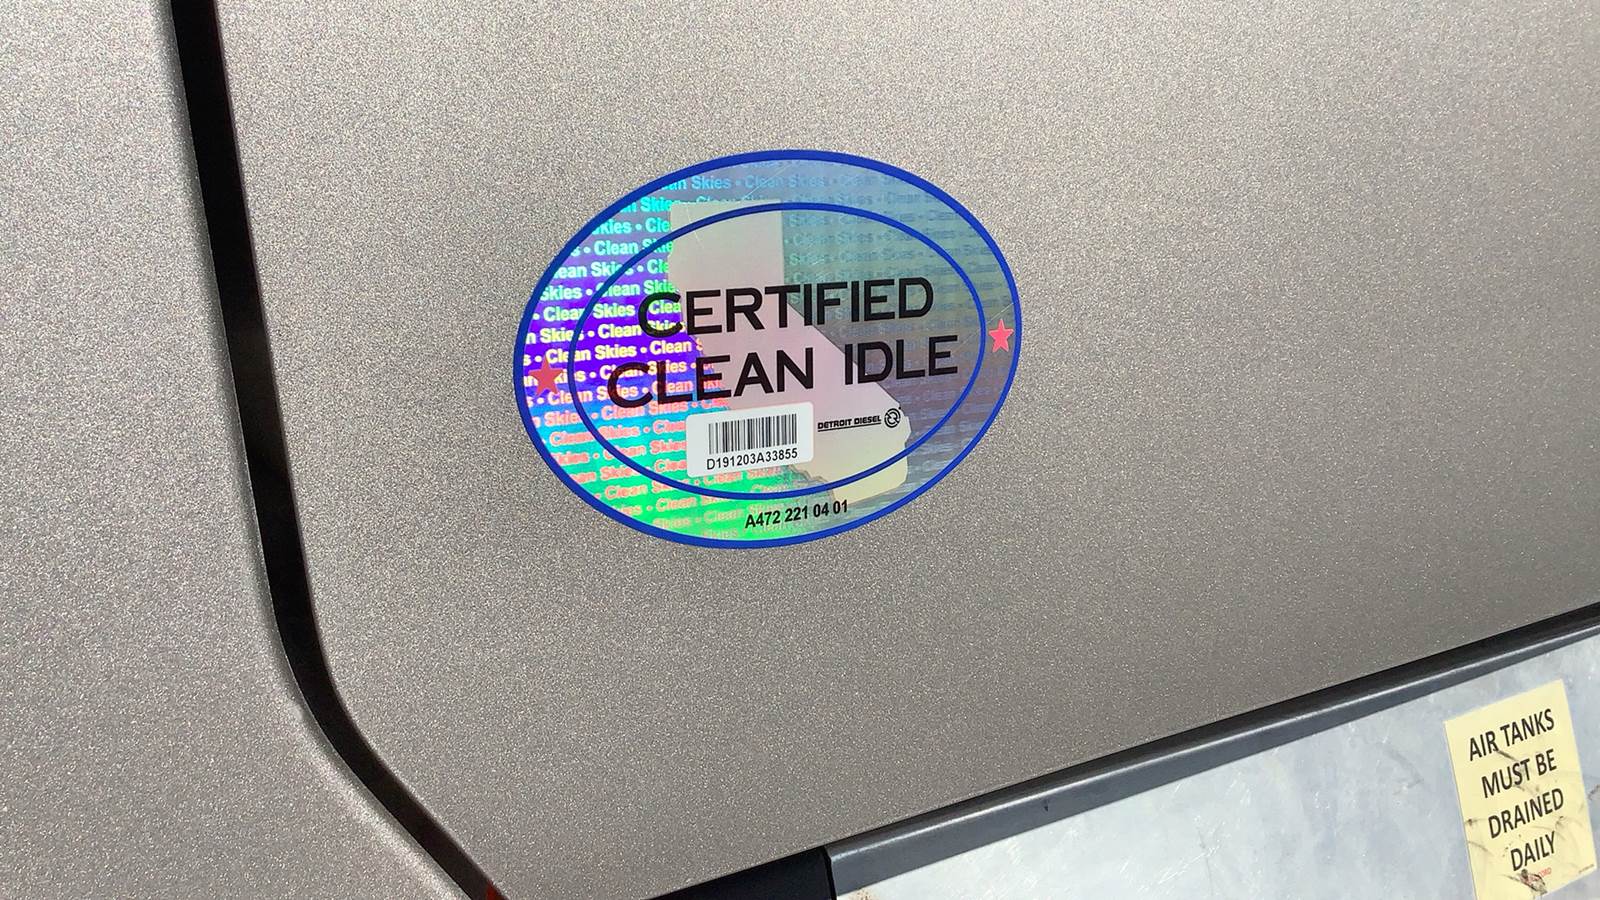 CERTIFIED
CLEAN IDLE
DETROIT DIESEL
D191203A33855
A472 221 04 01
AIR TANKS
MUST BE
DRAINED
DAILY